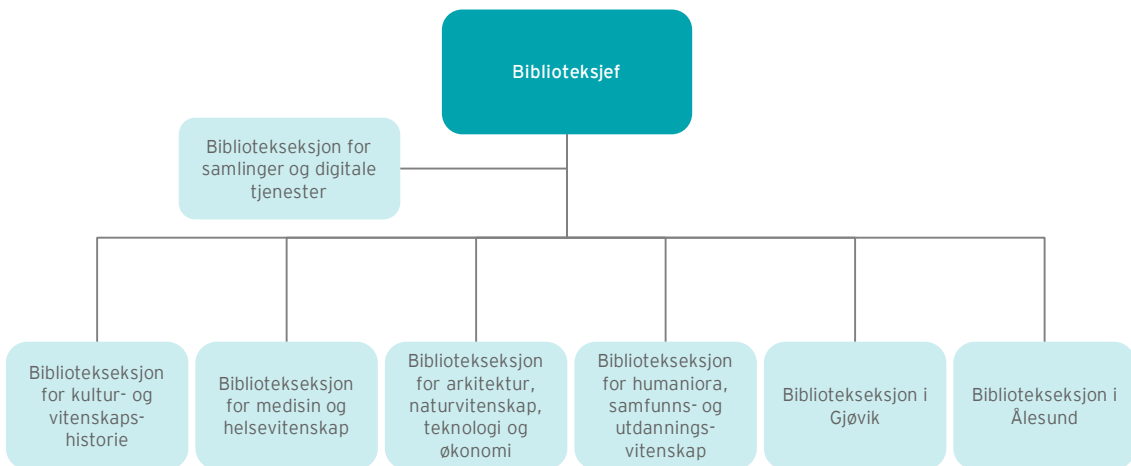 Biblioteksjef
Bibliotekseksjon for
samlinger og digitale
tjenester
Bibliotekseksjon
for kultur- og
vitenskaps-
historie
Bibliotekseksjon
for medisin og
helsevitenskap
Bibliotekseksjon
for arkitektur,
naturvitenskap,
teknologi og
økonomi
Bibliotekseksjon
for humaniora,
samfunns- og
utdannings-
vitenskap
Bibliotekseksjon i
Gjøvik
Bibliotekseksjon i
Ålesund